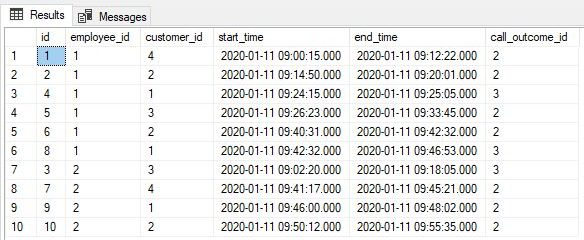 Results Messages
id employee_id customer_id start_time end_time call_outcome_id
1 1 1 4 2020-01-11 09:00:15.000 2020-01-11 09:12:22.000 2
2 2 1 2 2020-01-11 09:14:50.000 2020-01-11 09:20:01.000 2
3 4 1 1 2020-01-11 09:24:15.000 2020-01-11 09:25:05.000 3
4 5 1 3 2020-01-11 09:26:23.000 2020-01-11 09:33:45.000 2
5 6 1 2 2020-01-11 09:40:31.000 2020-01-11 09:42:32.000 2
6 8 1 1 2020-01-11 09:42:32.000 2020-01-11 09:46:53.000 3
7 3 2 3 2020-01-11 09:02:20.000 2020-01-11 09:18:05.000 3
8 7 2 4 2020-01-11 09:41:17.000 2020-01-11 09:45:21.000 2
9 9 2 1 2020-01-11 09:46:00.000 2020-01-11 09:48:02.000 2
10 10 2 2 2020-01-11 09:50:12.000 2020-01-11 09:55:35.000 2